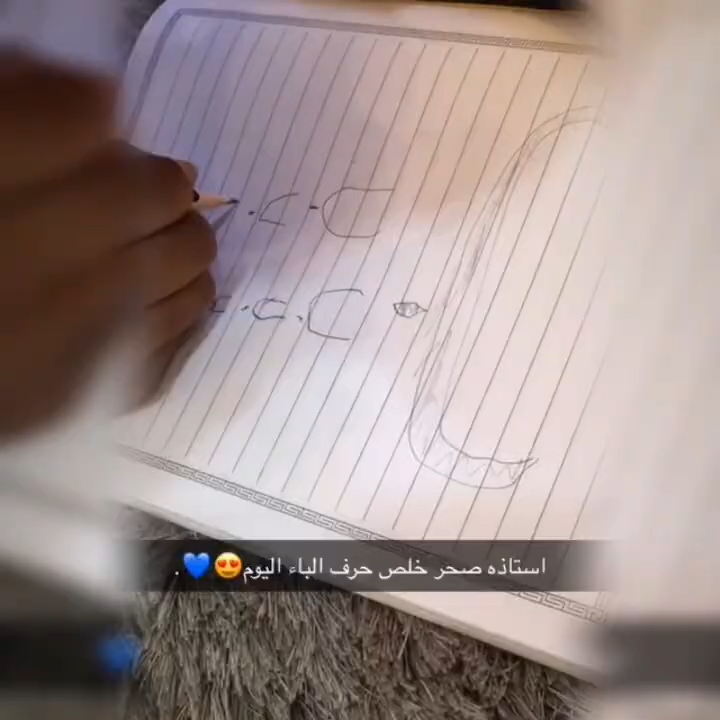 استاذه صحر خلص حرف الباء اليوم😍💙.
ب
ب ب
ب ب ب